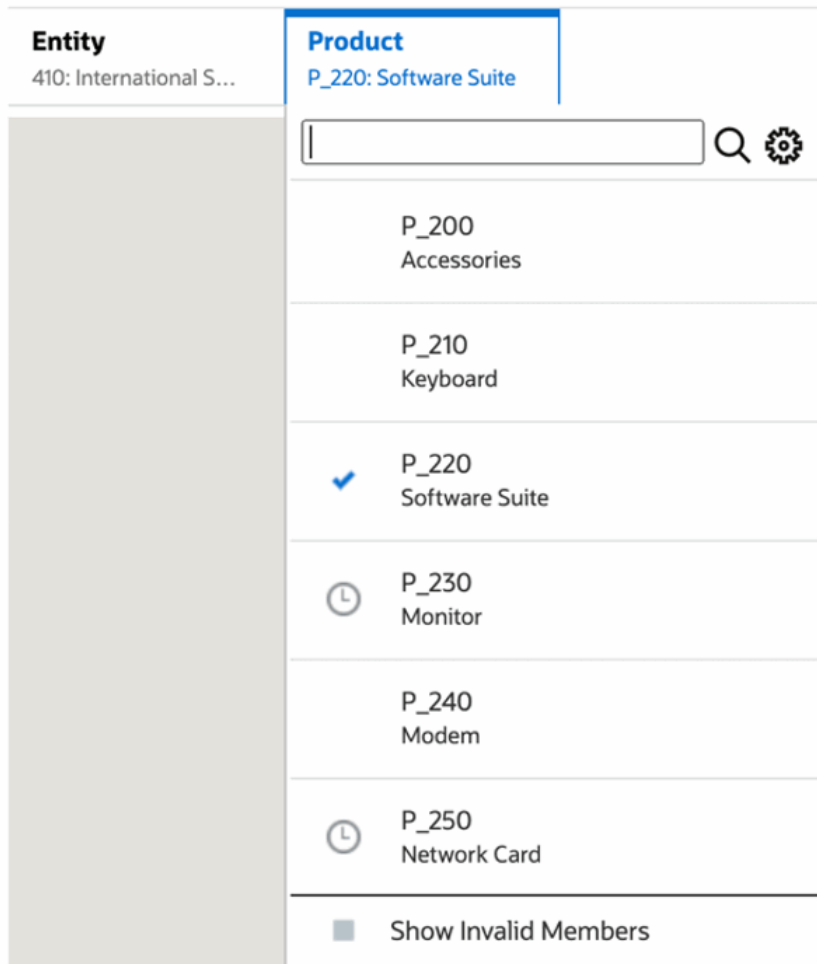 Entity
410: International S...
Product
P_220: Software Suite
P_200
Accessories
P_210
Keyboard
P_220
Software Suite
P_230
Monitor
P_240
Modem
P_250
Network Card
Show Invalid Members